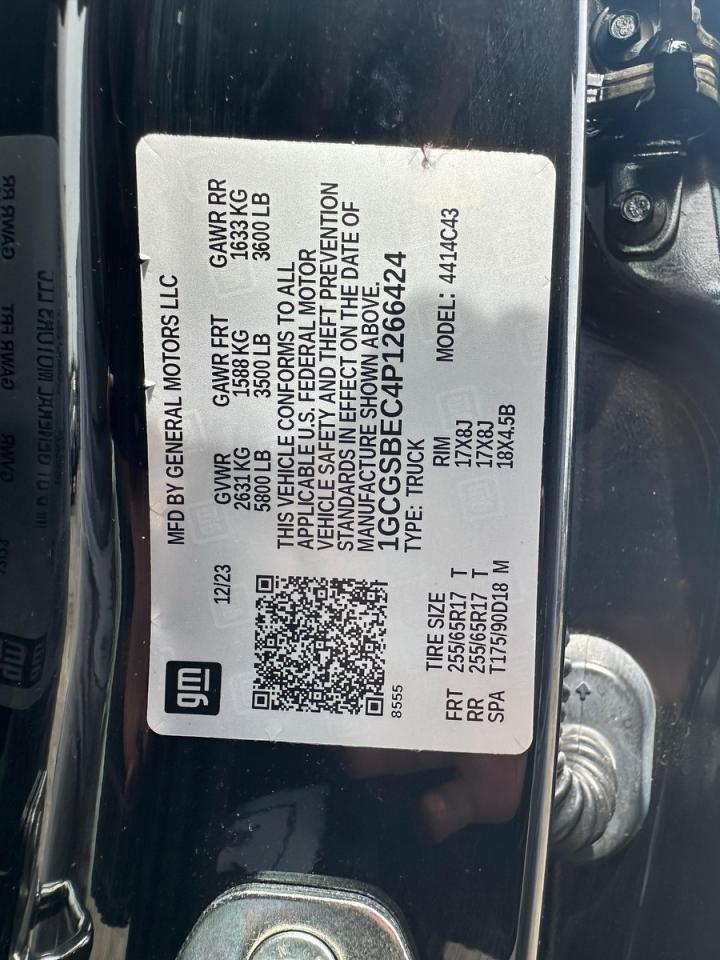 gm
MFD BY GENERAL MOTORS LLC
12/23
GVWR GAWR FRT GAWR RR
2631 KG 1588 KG 1633 KG
5800 LB 3500 LB 3600 LB
THIS VEHICLE CONFORMS TO ALL
APPLICABLE U.S. FEDERAL MOTOR
VEHICLE SAFETY AND THEFT PREVENTION
STANDARDS IN EFFECT ON THE DATE OF
MANUFACTURE SHOWN ABOVE.
1GCGSBEC4P1266424
8555
TYPE: TRUCK
MODEL: 4414C43
TIRE SIZE RIM
FRT 255/65R17 T 17X8J
RR 255/65R17 T 17X8J
SPA T175/90D18 M 18X4.5B